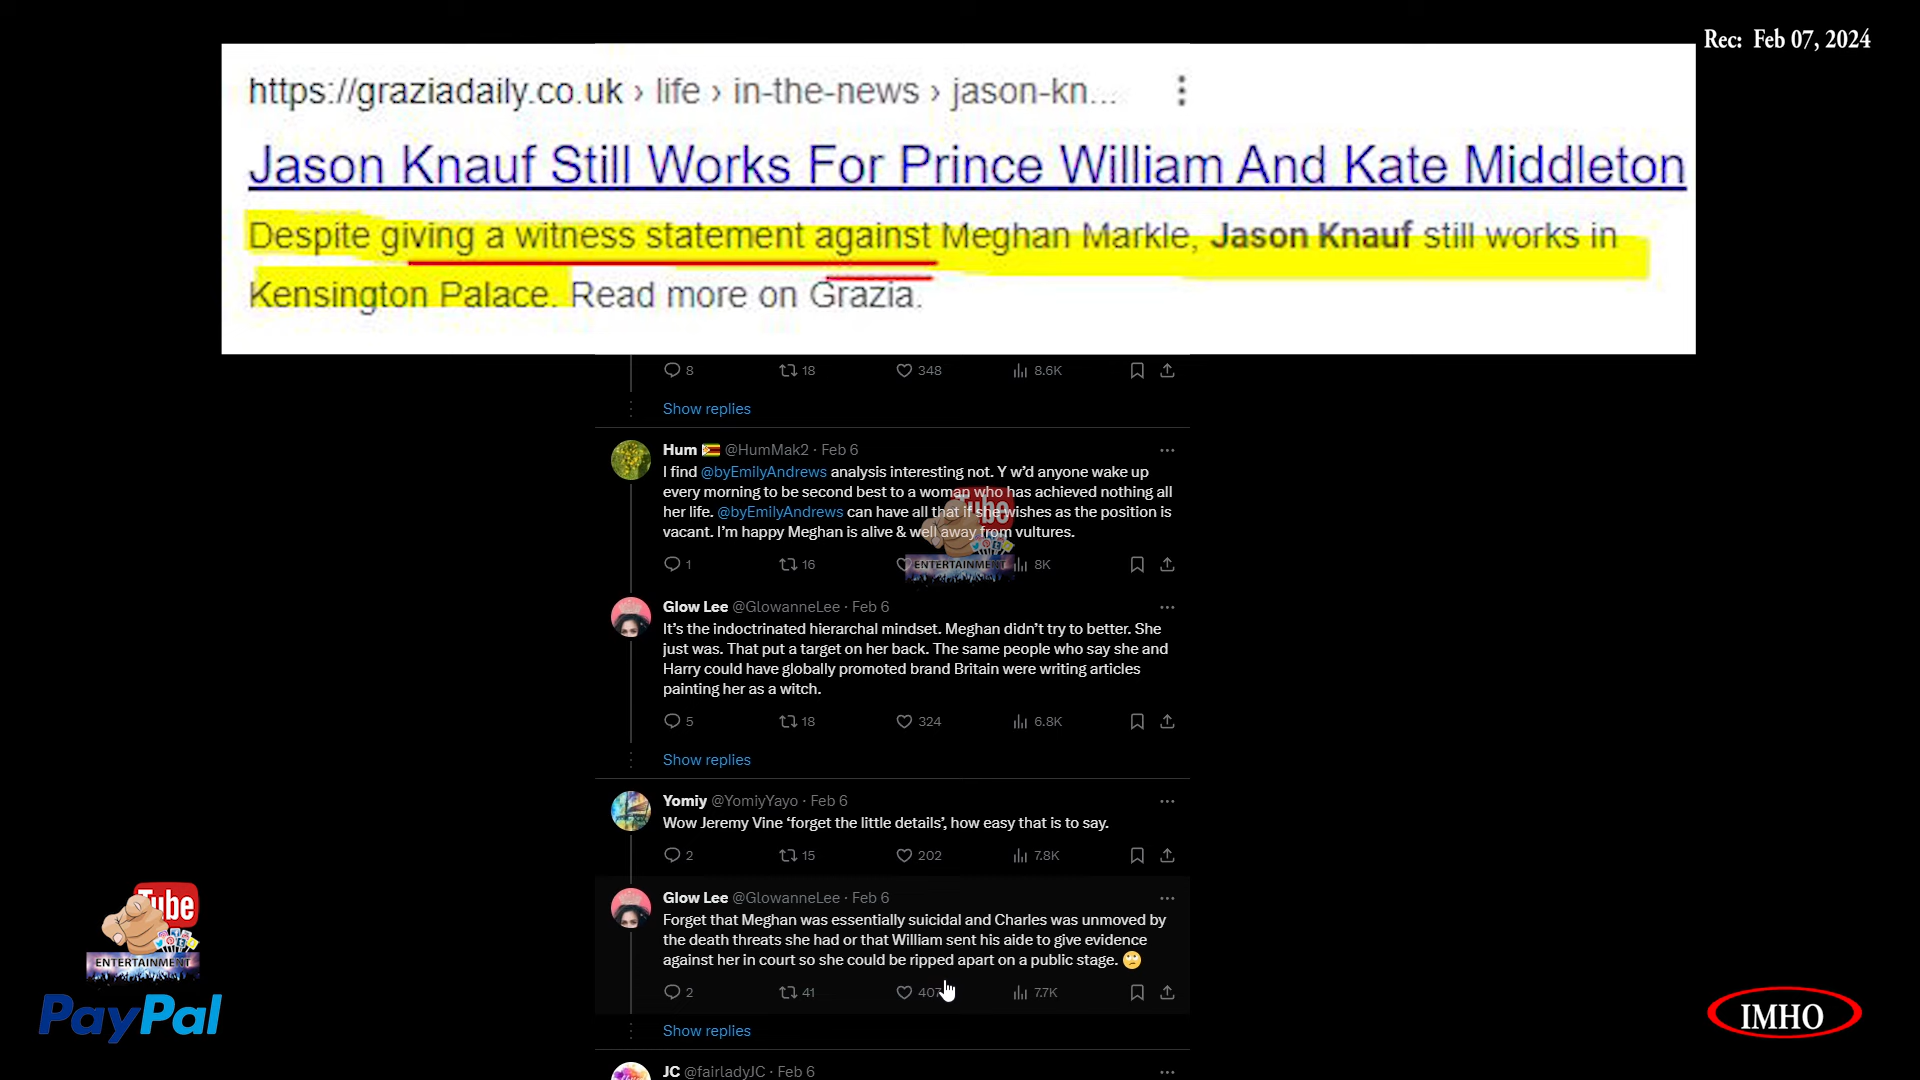 Rec: Feb 07, 2024
https://graziadaily.co.uk › life › in-the-news › jason-kn...
Jason Knauf Still Works For Prince William And Kate Middleton
Despite giving a witness statement against Meghan Markle, Jason Knauf still works in
Kensington Palace. Read more on Grazia.
8 18 348 8.6K
Show replies
Hum @HumMak2 · Feb 6
I find @byEmilyAndrews analysis interesting not. Y w'd anyone wake up
every morning to be second best to a woman who has achieved nothing all
her life. @byEmilyAndrews can have all that if she wishes as the position is
vacant. I'm happy Meghan is alive & well away from vultures.
Tube
ENTERTAINMENT
1 16 8K
Glow Lee @GlowanneLee · Feb 6
It's the indoctrinated hierarchal mindset. Meghan didn't try to better. She
just was. That put a target on her back. The same people who say she and
Harry could have globally promoted brand Britain were writing articles
painting her as a witch.
5 18 324 6.8K
Show replies
Yomiy @YomiyYayo · Feb 6
Wow Jeremy Vine 'forget the little details', how easy that is to say.
2 15 202 7.8K
Glow Lee @GlowanneLee · Feb 6
Forget that Meghan was essentially suicidal and Charles was unmoved by
the death threats she had or that William sent his aide to give evidence
against her in court so she could be ripped apart on a public stage. 🙄
2 41 407 7.7K
Show replies
JC @fairladyJC · Feb 6
Tube
ENTERTAINMENT
PayPal
IMHO